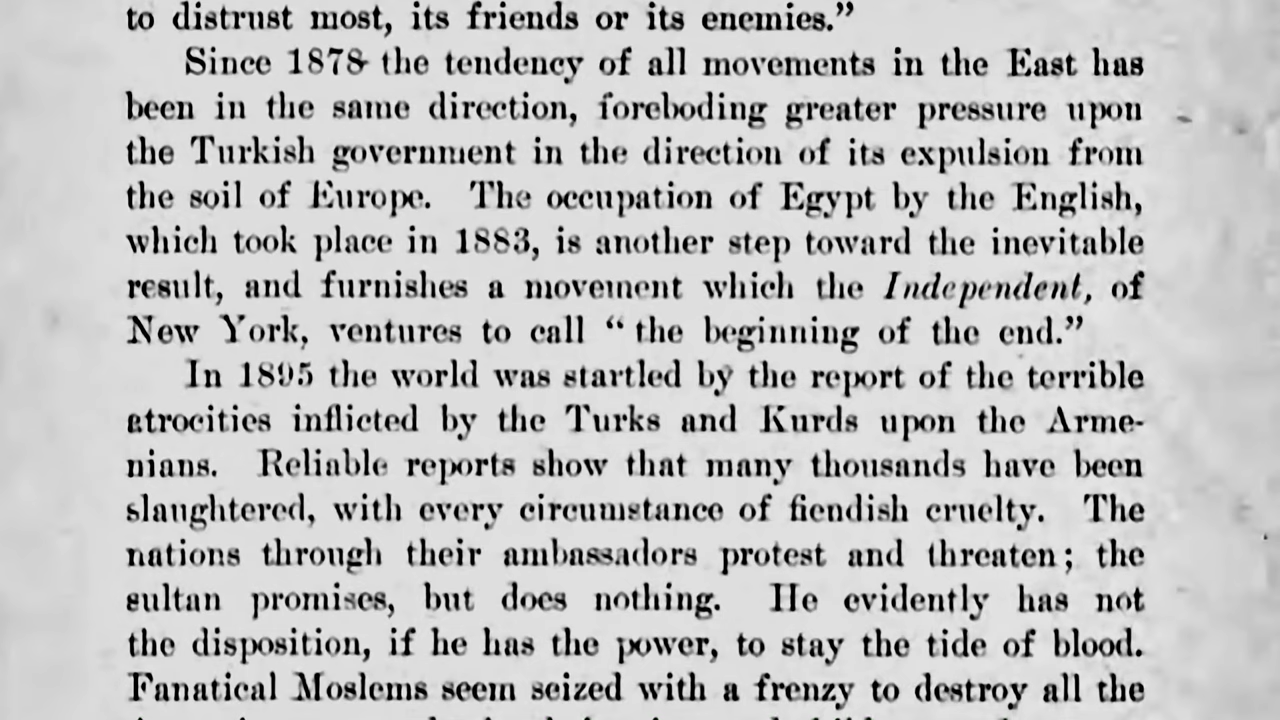 to distrust most, its friends or its enemies.”
Since 1878 the tendency of all movements in the East has
been in the same direction, foreboding greater pressure upon
the Turkish government in the direction of its expulsion from
the soil of Europe. The occupation of Egypt by the English,
which took place in 1883, is another step toward the inevitable
result, and furnishes a movement which the Independent, of
New York, ventures to call “the beginning of the end.”
In 1895 the world was startled by the report of the terrible
atrocities inflicted by the Turks and Kurds upon the Arme-
nians. Reliable reports show that many thousands have been
slaughtered, with every circumstance of fiendish cruelty. The
nations through their ambassadors protest and threaten; the
sultan promises, but does nothing. He evidently has not
the disposition, if he has the power, to stay the tide of blood.
Fanatical Moslems seem seized with a frenzy to destroy all the